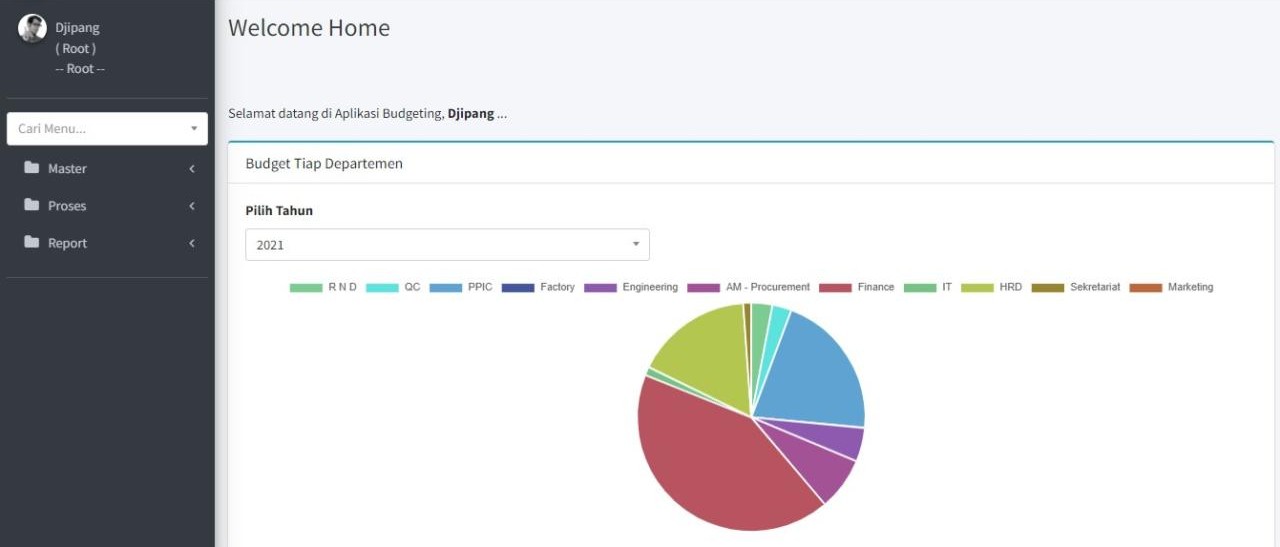 Djipang
( Root )
-- Root --
Cari Menu...
Master
Proses
Report
Welcome Home
Selamat datang di Aplikasi Budgeting, Djipang ...
Budget Tiap Departemen
Pilih Tahun
2021
R N D QC PPIC Factory Engineering AM - Procurement Finance IT HRD Sekretariat Marketing